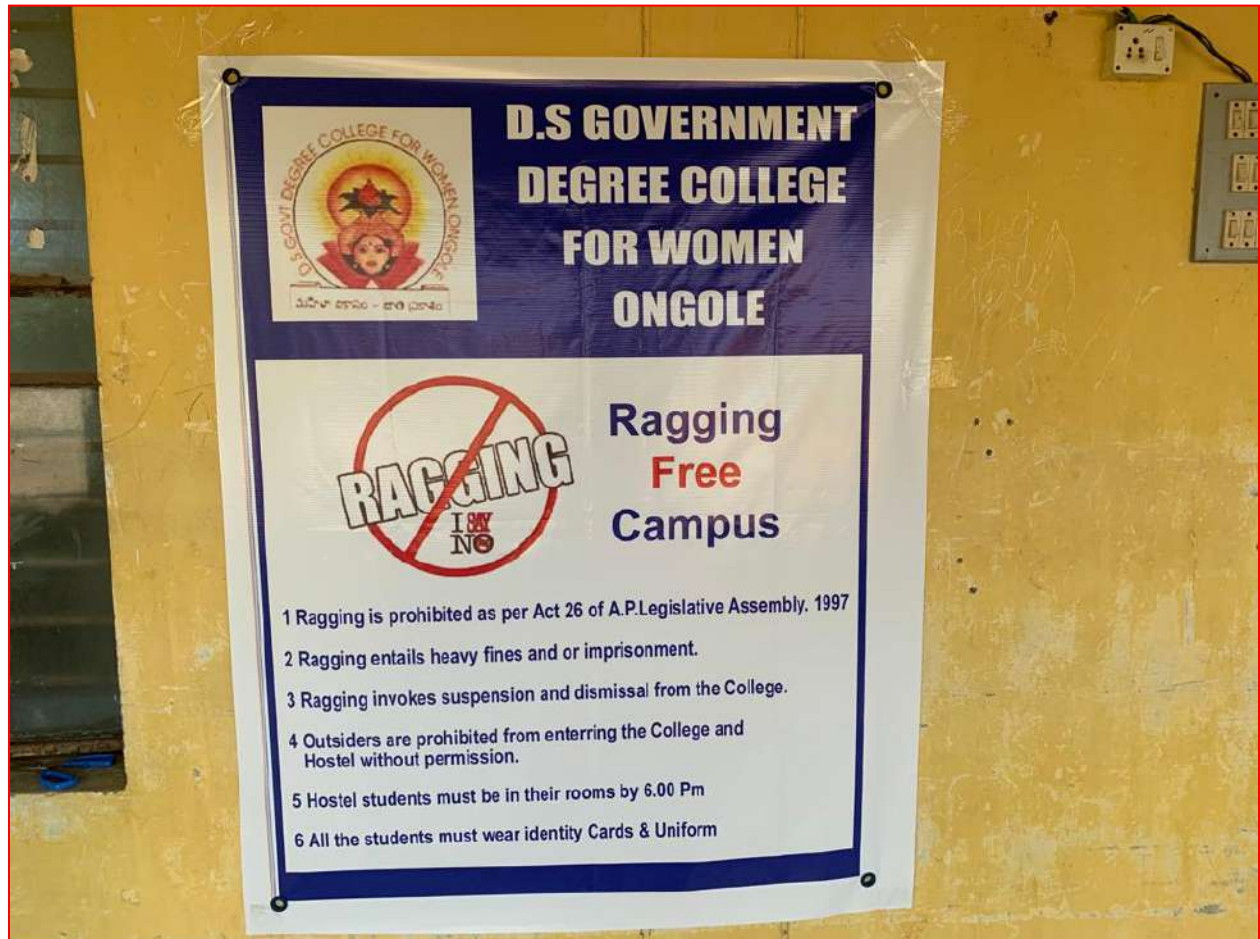 D.S GOVERNMENT
DEGREE COLLEGE
FOR WOMEN
ONGOLE
D.S.GOVT DEGREE COLLEGE FOR WOMEN.ONGOLE
మహిళా వికాసం - జాతి ప్రకాశం
RAGGING
I SAY
NO
Ragging
Free
Campus
1 Ragging is prohibited as per Act 26 of A.P.Legislative Assembly. 1997
2 Ragging entails heavy fines and or imprisonment.
3 Ragging invokes suspension and dismissal from the College.
4 Outsiders are prohibited from enterring the College and
Hostel without permission.
5 Hostel students must be in their rooms by 6.00 Pm
6 All the students must wear identity Cards & Uniform